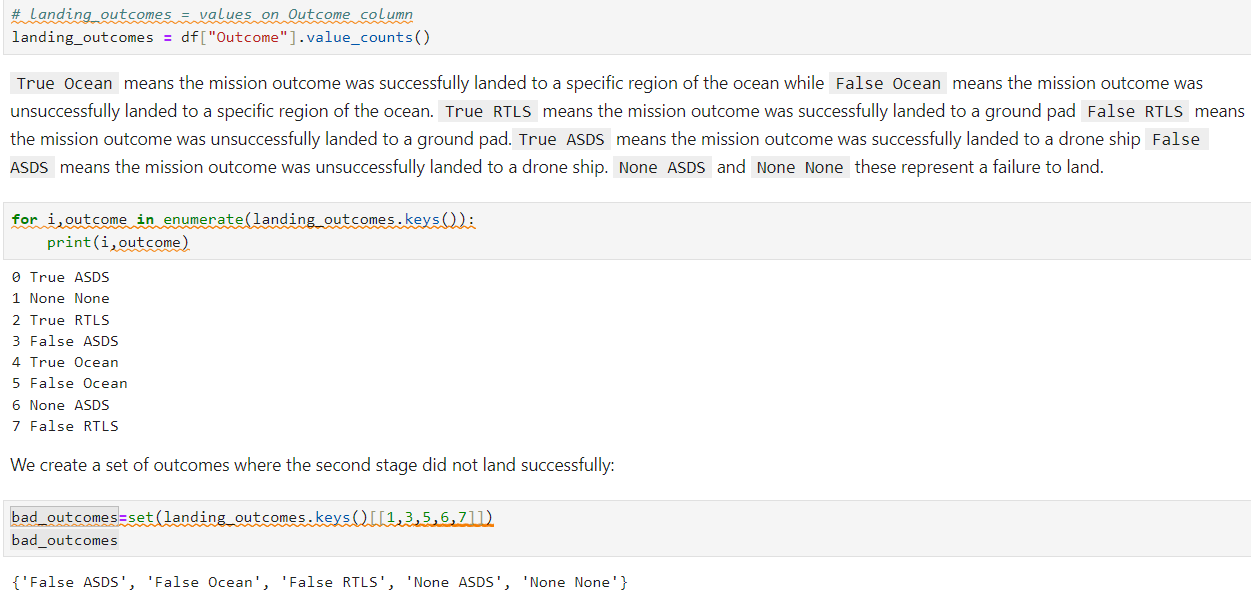 # landing_outcomes = values on Outcome column
landing_outcomes = df["Outcome"].value_counts()
True Ocean means the mission outcome was successfully landed to a specific region of the ocean while False Ocean means the mission outcome was
unsuccessfully landed to a specific region of the ocean. True RTLS means the mission outcome was successfully landed to a ground pad False RTLS means
the mission outcome was unsuccessfully landed to a ground pad. True ASDS means the mission outcome was successfully landed to a drone ship False
ASDS means the mission outcome was unsuccessfully landed to a drone ship. None ASDS and None None these represent a failure to land.
for i,outcome in enumerate(landing_outcomes.keys()):
    print(i,outcome)
0 True ASDS
1 None None
2 True RTLS
3 False ASDS
4 True Ocean
5 False Ocean
6 None ASDS
7 False RTLS
We create a set of outcomes where the second stage did not land successfully:
bad_outcomes=set(landing_outcomes.keys()[[1,3,5,6,7]])
bad_outcomes
{'False ASDS', 'False Ocean', 'False RTLS', 'None ASDS', 'None None'}